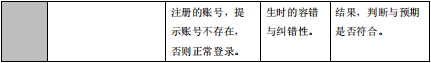 注册的账号，提
示账号不存在，
否则正常登录。
生时的容错
与纠错性。
结果，判断与预期
是否符合。